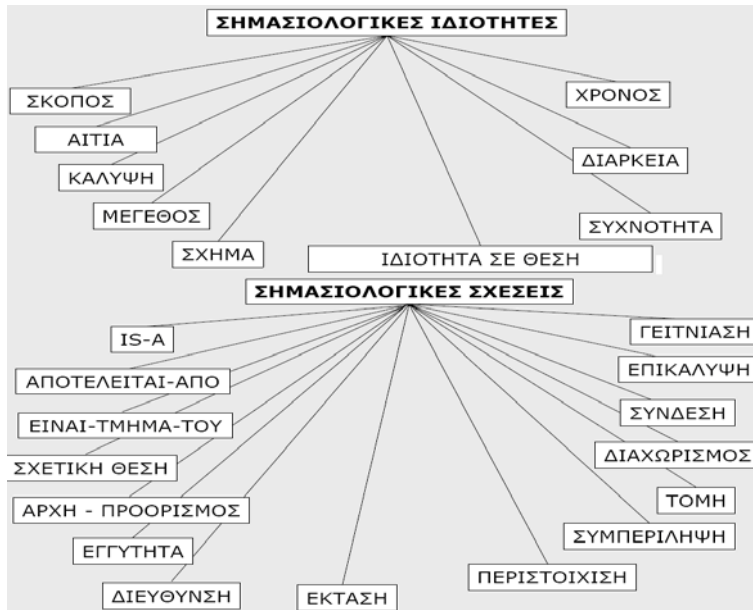 ΣΗΜΑΣΙΟΛΟΓΙΚΕΣ ΙΔΙΟΤΗΤΕΣ
ΣΚΟΠΟΣ
ΧΡΟΝΟΣ
ΑΙΤΙΑ
ΔΙΑΡΚΕΙΑ
ΚΑΛΥΨΗ
ΜΕΓΕΘΟΣ
ΣΥΧΝΟΤΗΤΑ
ΣΧΗΜΑ
ΙΔΙΟΤΗΤΑ ΣΕ ΘΕΣΗ
ΣΗΜΑΣΙΟΛΟΓΙΚΕΣ ΣΧΕΣΕΙΣ
IS-A
ΓΕΙΤΝΙΑΣΗ
ΕΠΙΚΑΛΥΨΗ
ΑΠΟΤΕΛΕΙΤΑΙ-ΑΠΟ
ΣΥΝΔΕΣΗ
ΕΙΝΑΙ-ΤΜΗΜΑ-ΤΟΥ
ΔΙΑΧΩΡΙΣΜΟΣ
ΣΧΕΤΙΚΗ ΘΕΣΗ
ΤΟΜΗ
ΑΡΧΗ - ΠΡΟΟΡΙΣΜΟΣ
ΣΥΜΠΕΡΙΛΗΨΗ
ΕΓΓΥΤΗΤΑ
ΠΕΡΙΣΤΟΙΧΙΣΗ
ΔΙΕΥΘΥΝΣΗ
ΕΚΤΑΣΗ